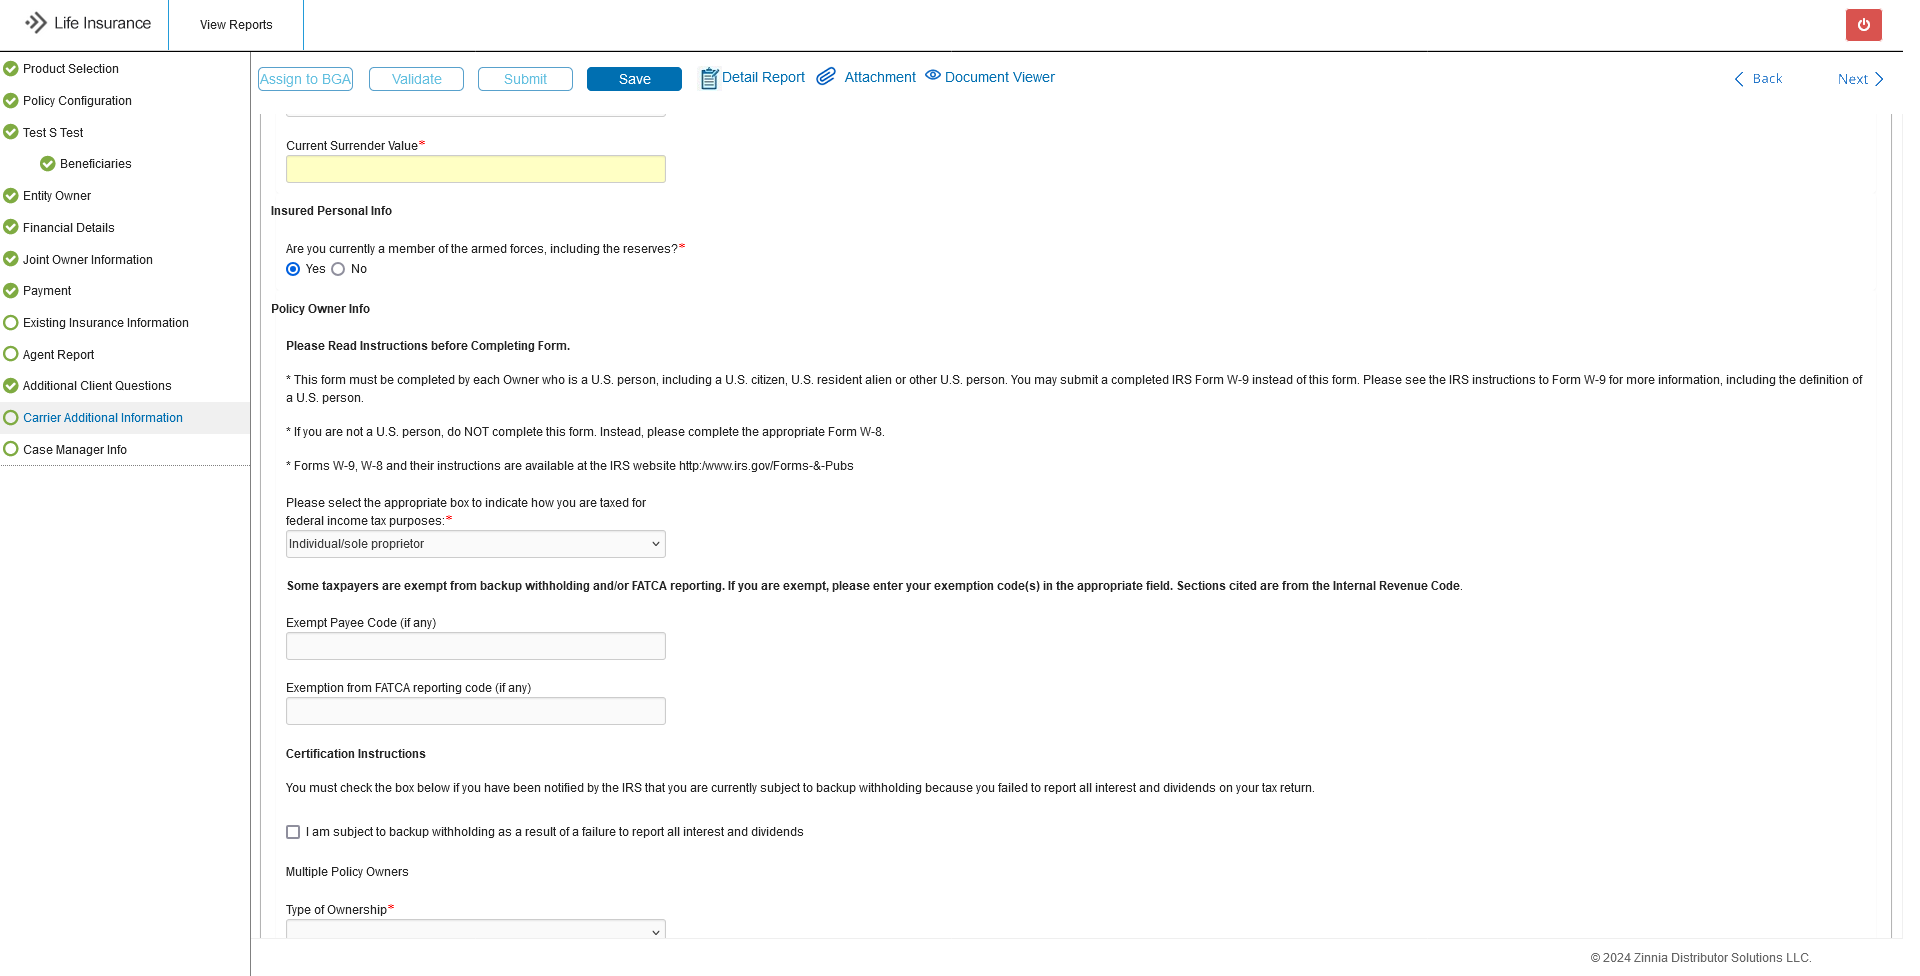 Life Insurance
View Reports
Product Selection
Policy Configuration
Test S Test
Beneficiaries
Entity Owner
Financial Details
Joint Owner Information
Payment
Existing Insurance Information
Agent Report
Additional Client Questions
Carrier Additional Information
Case Manager Info
Assign to BGA
Validate
Submit
Save
Detail Report
Attachment
Document Viewer
Back
Next
Current Surrender Value*
Insured Personal Info
Are you currently a member of the armed forces, including the reserves?*
Yes No
Policy Owner Info
Please Read Instructions before Completing Form.
* This form must be completed by each Owner who is a U.S. person, including a U.S. citizen, U.S. resident alien or other U.S. person. You may submit a completed IRS Form W-9 instead of this form. Please see the IRS instructions to Form W-9 for more information, including the definition of
a U.S. person.
* If you are not a U.S. person, do NOT complete this form. Instead, please complete the appropriate Form W-8.
* Forms W-9, W-8 and their instructions are available at the IRS website http:/www.irs.gov/Forms-&-Pubs
Please select the appropriate box to indicate how you are taxed for
federal income tax purposes:*
Individual/sole proprietor
Some taxpayers are exempt from backup withholding and/or FATCA reporting. If you are exempt, please enter your exemption code(s) in the appropriate field. Sections cited are from the Internal Revenue Code.
Exempt Payee Code (if any)
Exemption from FATCA reporting code (if any)
Certification Instructions
You must check the box below if you have been notified by the IRS that you are currently subject to backup withholding because you failed to report all interest and dividends on your tax return.
I am subject to backup withholding as a result of a failure to report all interest and dividends
Multiple Policy Owners
Type of Ownership*
© 2024 Zinnia Distributor Solutions LLC.